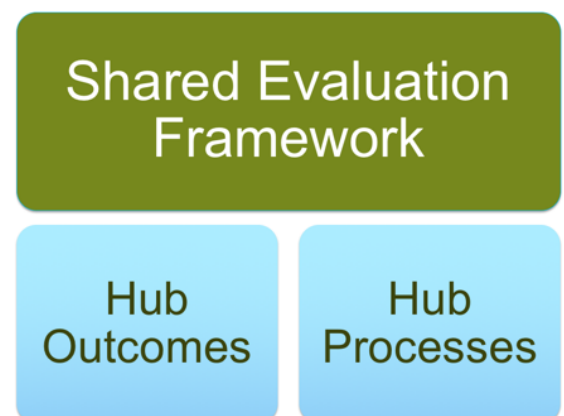 Shared Evaluation
Framework
Hub
Outcomes
Hub
Processes